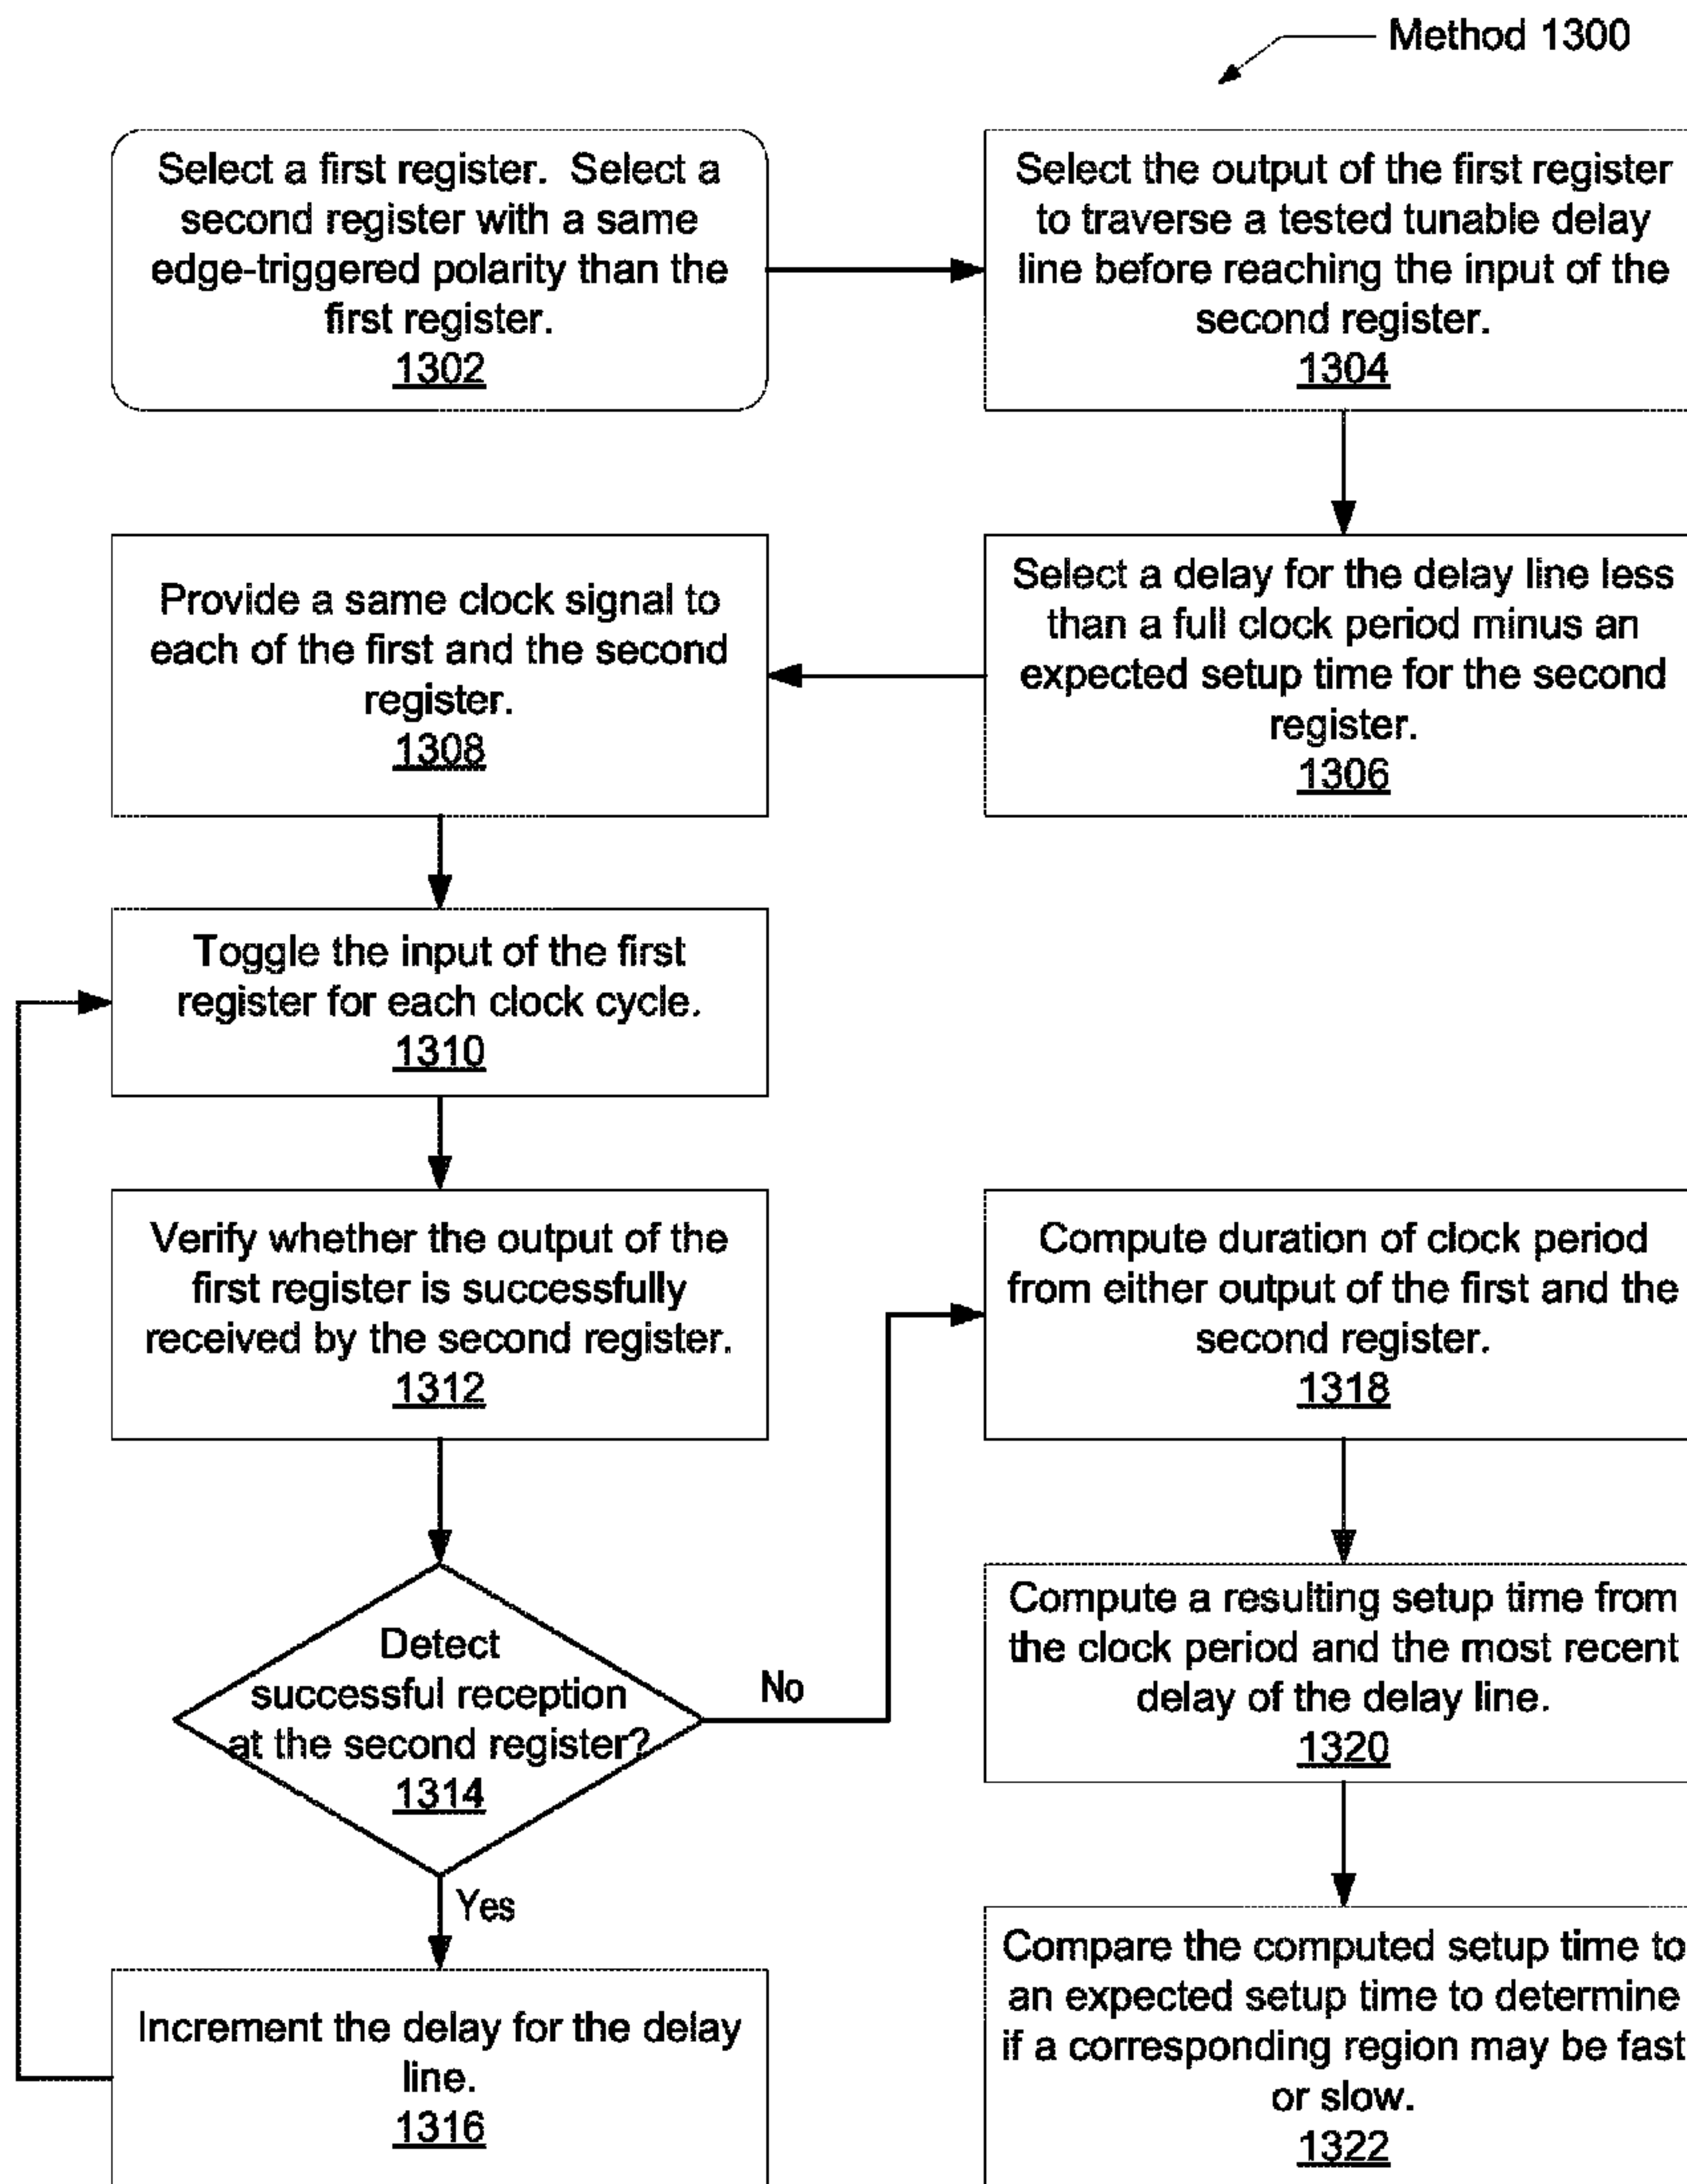 Method 1300
Select a first register. Select a
second register with a same
edge-triggered polarity than the
first register.
1302
Select the output of the first register
to traverse a tested tunable delay
line before reaching the input of the
second register.
1304
Select a delay for the delay line less
than a full clock period minus an
expected setup time for the second
register.
1306
Provide a same clock signal to
each of the first and the second
register.
1308
Toggle the input of the first
register for each clock cycle.
1310
Verify whether the output of the
first register is successfully
received by the second register.
1312
Detect
successful reception
at the second register?
1314
Yes
Increment the delay for the delay
line.
1316
No
Compute duration of clock period
from either output of the first and the
second register.
1318
Compute a resulting setup time from
the clock period and the most recent
delay of the delay line.
1320
Compare the computed setup time to
an expected setup time to determine
if a corresponding region may be fast
or slow.
1322